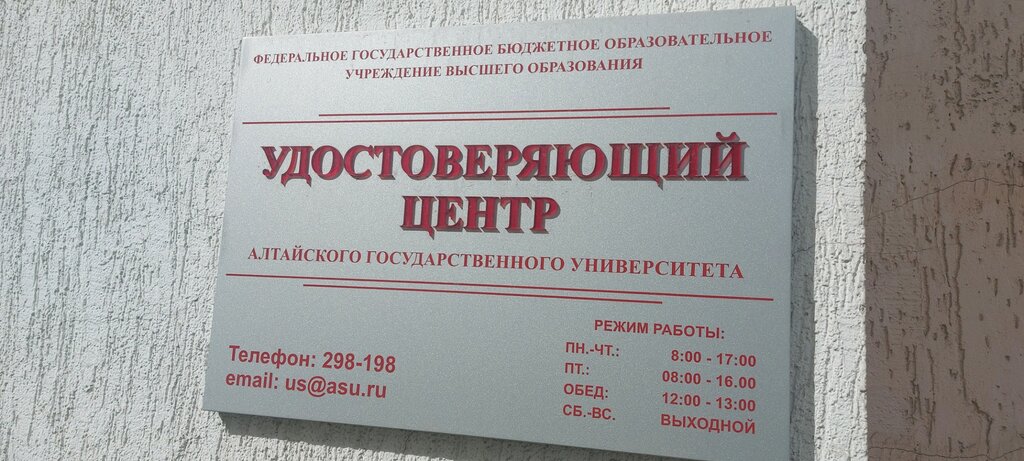 ФЕДЕРАЛЬНОЕ ГОСУДАРСТВЕННОЕ БЮДЖЕТНОЕ ОБРАЗОВАТЕЛЬНОЕ
УЧРЕЖДЕНИЕ ВЫСШЕГО ОБРАЗОВАНИЯ
УДОСТОВЕРЯЮЩИЙ
ЦЕНТР
АЛТАЙСКОГО ГОСУДАРСТВЕННОГО УНИВЕРСИТЕТА
Телефон: 298-198
email: us@asu.ru
РЕЖИМ РАБОТЫ:
ПН.-ЧТ.: 8:00 - 17:00
ПТ.: 08:00 - 16.00
ОБЕД: 12:00 - 13:00
СБ.-ВС. ВЫХОДНОЙ